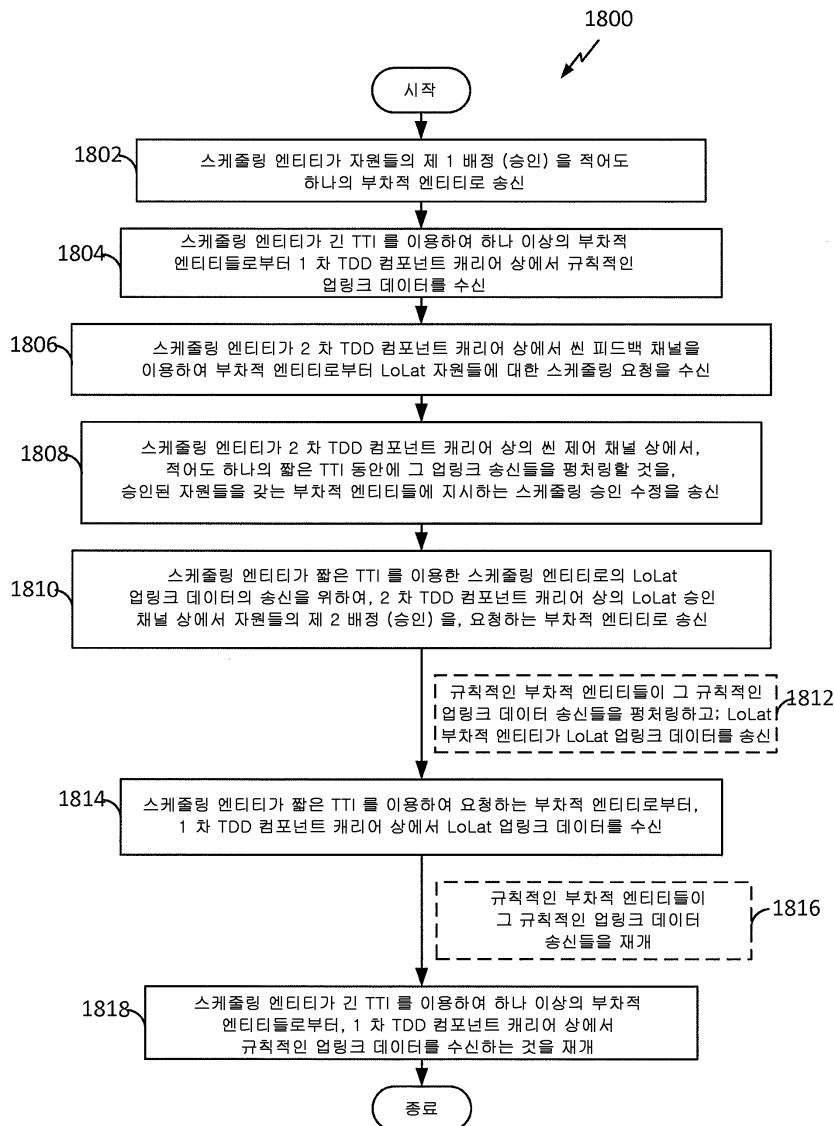 1800
시작
1802
스케줄링 엔티티가 자원들의 제 1 배정 (승인) 을 적어도
하나의 부차적 엔티티로 송신
1804
스케줄링 엔티티가 긴 TTI 를 이용하여 하나 이상의 부차적
엔티티들로부터 1 차 TDD 컴포넌트 캐리어 상에서 규칙적인
업링크 데이터를 수신
1806
스케줄링 엔티티가 2 차 TDD 컴포넌트 캐리어 상에서 씬 피드백 채널을
이용하여 부차적 엔티티로부터 LoLat 자원들에 대한 스케줄링 요청을 수신
1808
스케줄링 엔티티가 2 차 TDD 컴포넌트 캐리어 상의 씬 제어 채널 상에서,
적어도 하나의 짧은 TTI 동안에 그 업링크 송신들을 펑처링할 것을,
승인된 자원들을 갖는 부차적 엔티티들에 지시하는 스케줄링 승인 수정을 송신
1810
스케줄링 엔티티가 짧은 TTI 를 이용한 스케줄링 엔티티로의 LoLat
업링크 데이터의 송신을 위하여, 2 차 TDD 컴포넌트 캐리어 상의 LoLat 승인
채널 상에서 자원들의 제 2 배정 (승인) 을, 요청하는 부차적 엔티티로 송신
규칙적인 부차적 엔티티들이 그 규칙적인
업링크 데이터 송신들을 펑처링하고; LoLat
부차적 엔티티가 LoLat 업링크 데이터를 송신
1812
1814
스케줄링 엔티티가 짧은 TTI 를 이용하여 요청하는 부차적 엔티티로부터,
1 차 TDD 컴포넌트 캐리어 상에서 LoLat 업링크 데이터를 수신
규칙적인 부차적 엔티티들이
그 규칙적인 업링크 데이터
송신들을 재개
1816
1818
스케줄링 엔티티가 긴 TTI 를 이용하여 하나 이상의 부차적
엔티티들로부터, 1 차 TDD 컴포넌트 캐리어 상에서
규칙적인 업링크 데이터를 수신하는 것을 재개
종료